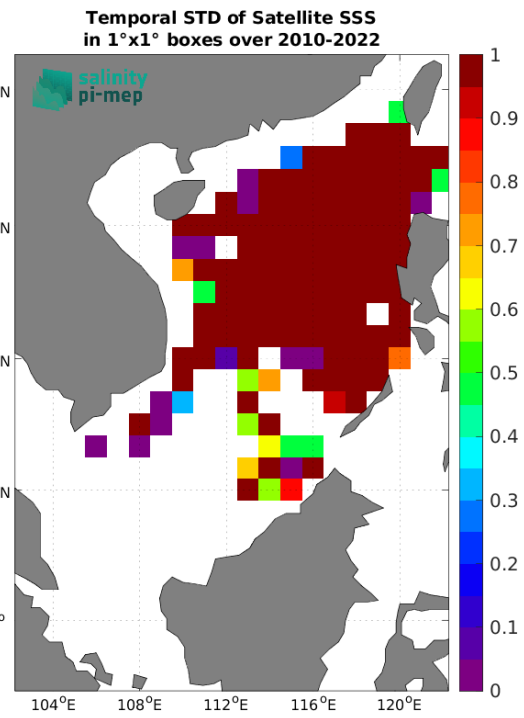 Temporal STD of Satellite SSS
in 1°x1° boxes over 2010-2022
salinity
pi-mep
N
N
N
N
°
104°E 108°E 112°E 116°E 120°E
1
0.9
0.8
0.7
0.6
0.5
0.4
0.3
0.2
0.1
0